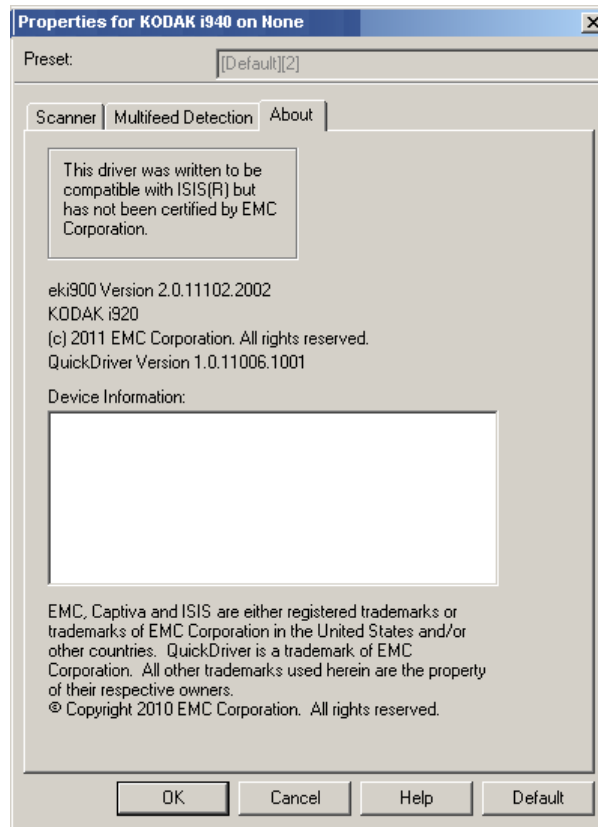 Properties for KODAK i940 on None
Preset:
[Default][2]
Scanner Multifeed Detection About
This driver was written to be
compatible with ISIS(R) but
has not been certified by EMC
Corporation.
eki900 Version 2.0.11102.2002
KODAK i920
(c) 2011 EMC Corporation. All rights reserved.
QuickDriver Version 1.0.11006.1001
Device Information:
EMC, Captiva and ISIS are either registered trademarks or
trademarks of EMC Corporation in the United States and/or
other countries.  QuickDriver is a trademark of EMC
Corporation.  All other trademarks used herein are the property
of their respective owners.
© Copyright 2010 EMC Corporation.  All rights reserved.
OK Cancel Help Default